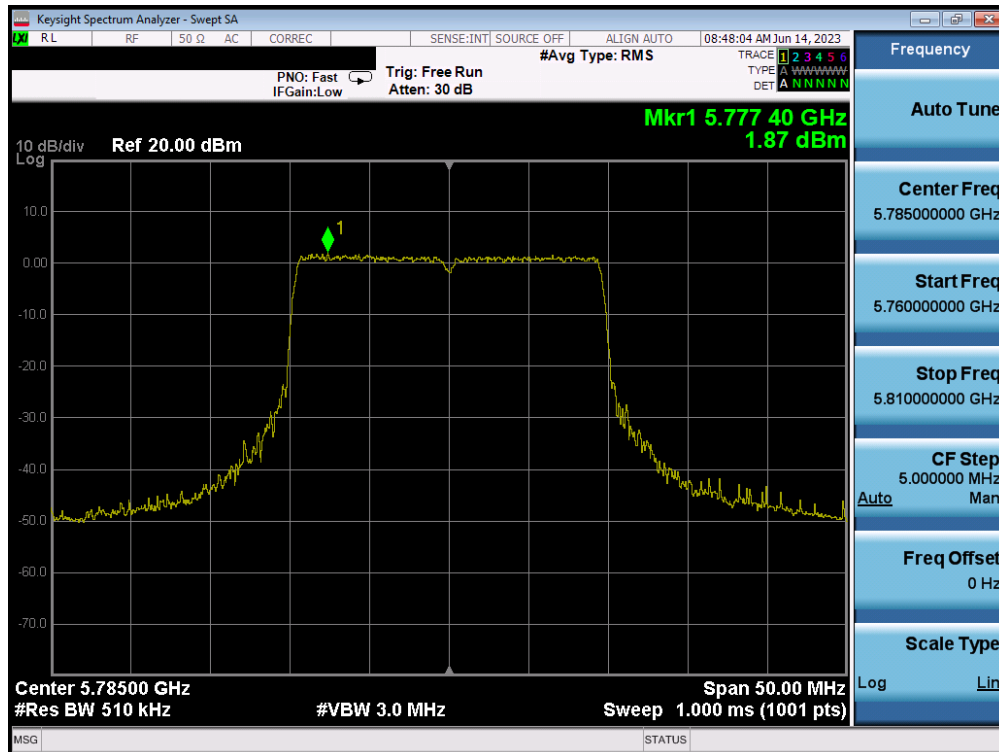 Keysight Spectrum Analyzer - Swept SA
LXI RL RF 50 Ω AC CORREC SENSE:INT SOURCE OFF ALIGN AUTO 08:48:04 AM Jun 14, 2023
#Avg Type: RMS
TRACE 1 2 3 4 5 6
PNO: Fast Trig: Free Run
TYPE A WWWWW
IFGain:Low Atten: 30 dB
DET A N N N N N
Mkr1 5.777 40 GHz
1.87 dBm
10 dB/div Ref 20.00 dBm
Log
1
10.0
0.00
-10.0
-20.0
-30.0
-40.0
-50.0
-60.0
-70.0
Center 5.78500 GHz Span 50.00 MHz
#Res BW 510 kHz #VBW 3.0 MHz Sweep 1.000 ms (1001 pts)
MSG STATUS
Frequency
Auto Tune
Center Freq
5.785000000 GHz
Start Freq
5.760000000 GHz
Stop Freq
5.810000000 GHz
CF Step
5.000000 MHz
Auto Man
Freq Offset
0 Hz
Scale Type
Log Lin